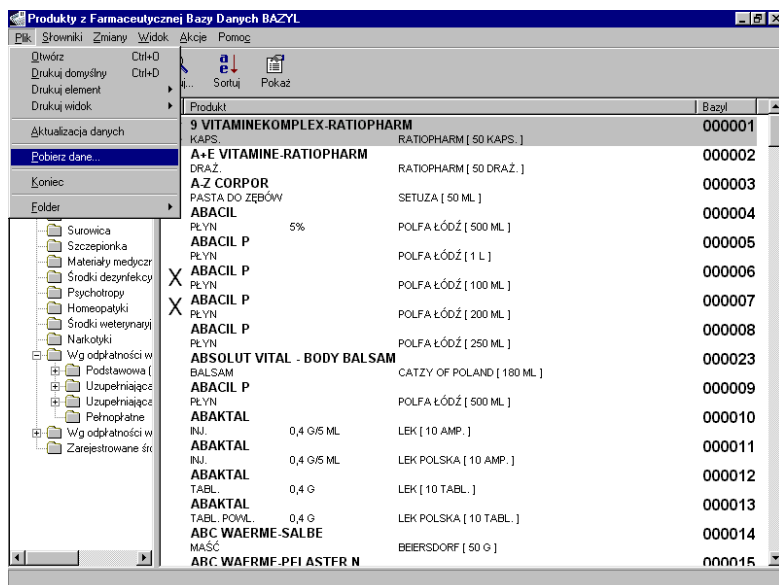 Produkty z Farmaceutycznej Bazy Danych BAZYL
Plik Słowniki Zmiany Widok Akcje Pomoc
Otwórz Ctrl+O
Drukuj domyślny Ctrl+D
Drukuj element
Drukuj widok
Aktualizacja danych
Pobierz dane...
Koniec
Folder
Sortuj Pokaż
Surowica
Szczepionka
Materiały medyczn
Środki dezynfekcy
Psychotropy
Homeopatyki
Środki weterynaryj
Narkotyki
Wg odpłatności w
Podstawowa (
Uzupełniająca
Uzupełniająca
Pełnopłatne
Wg odpłatności w
Zarejestrowane śro
Produkt Bazyl
9 VITAMINEKOMPLEX-RATIOPHARM 000001
KAPS. RATIOPHARM [ 50 KAPS. ]
A+E VITAMINE-RATIOPHARM 000002
DRAŻ. RATIOPHARM [ 50 DRAŻ. ]
A-Z CORPOR 000003
PASTA DO ZĘBÓW SETUZA [ 50 ML ]
ABACIL 000004
PŁYN 5% POLFA ŁÓDŹ [ 500 ML ]
ABACIL P 000005
PŁYN POLFA ŁÓDŹ [ 1 L ]
X ABACIL P 000006
PŁYN POLFA ŁÓDŹ [ 100 ML ]
X ABACIL P 000007
PŁYN POLFA ŁÓDŹ [ 200 ML ]
ABACIL P 000008
PŁYN POLFA ŁÓDŹ [ 250 ML ]
ABSOLUT VITAL - BODY BALSAM 000023
BALSAM CATZY OF POLAND [ 180 ML ]
ABACIL P 000009
PŁYN POLFA ŁÓDŹ [ 500 ML ]
ABAKTAL 000010
INJ. 0,4 G/5 ML LEK [ 10 AMP. ]
ABAKTAL 000011
INJ. 0,4 G/5 ML LEK POLSKA [ 10 AMP. ]
ABAKTAL 000012
TABL. 0,4 G LEK [ 10 TABL. ]
ABAKTAL 000013
TABL. POWL. 0,4 G LEK POLSKA [ 10 TABL. ]
ABC WAERME-SALBE 000014
MAŚĆ BEIERSDORF [ 50 G ]
ABC WAERME-PFLASTER N 000015